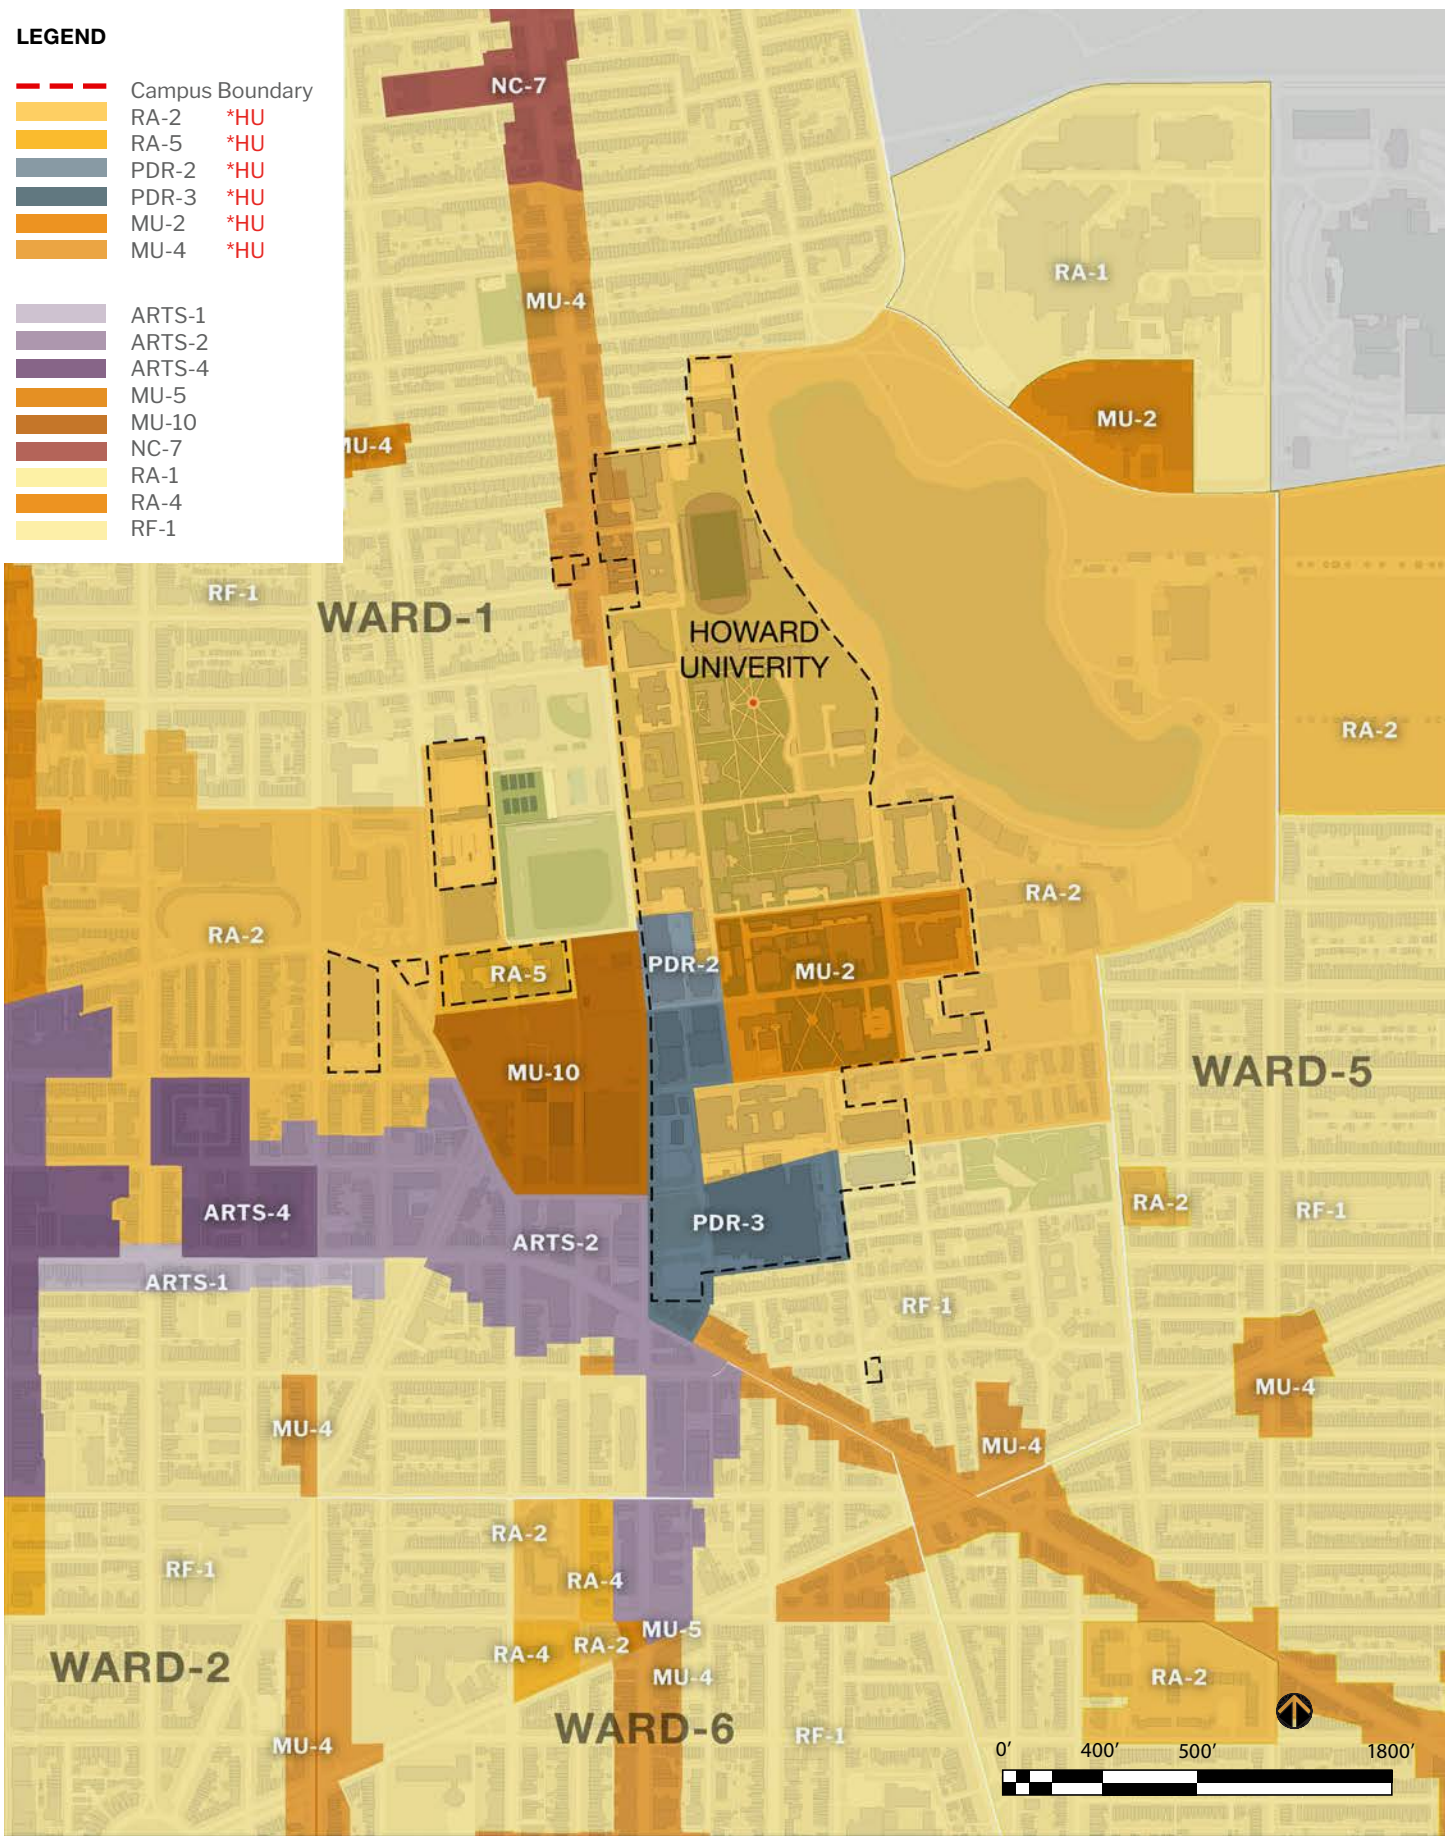 LEGEND
Campus Boundary
RA-2 *HU
RA-5 *HU
PDR-2 *HU
PDR-3 *HU
MU-2 *HU
MU-4 *HU
ARTS-1
ARTS-2
ARTS-4
MU-5
MU-10
NC-7
RA-1
RA-4
RF-1
NC-7
RA-1
MU-4
MU-2
MU-4
RF-1
WARD-1
HOWARD
UNIVERITY
RA-2
RA-2
RA-2
RA-5
PDR-2
MU-2
MU-10
WARD-5
ARTS-4
RA-2
RF-1
PDR-3
ARTS-2
ARTS-1
RF-1
MU-4
MU-4
MU-4
RA-2
RF-1
RA-4
MU-5
RA-4
RA-2
WARD-2
MU-4
RA-2
WARD-6
RF-1
MU-4
0' 400' 500' 1800'